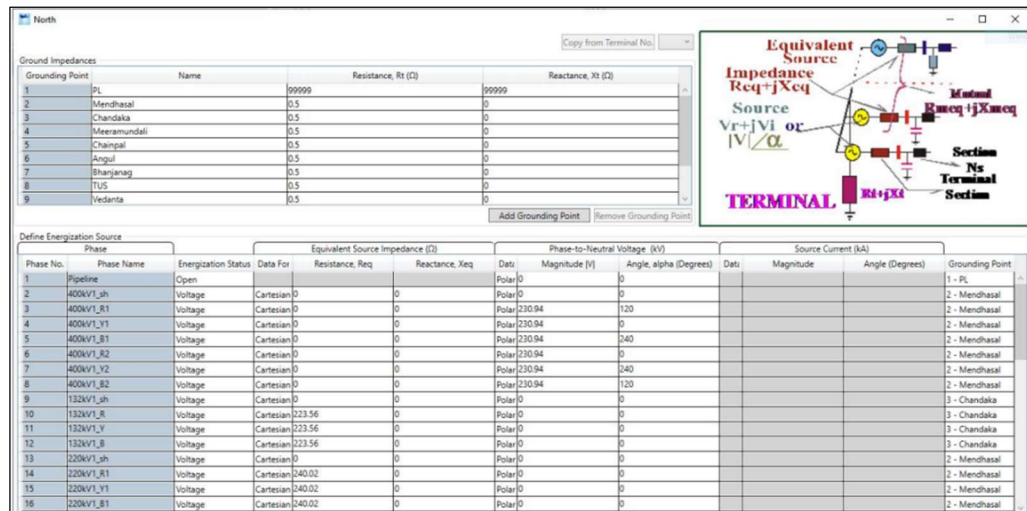 North
Copy from Terminal No.
Ground Impedances
Grounding Point Name Resistance, Rt (Ω) Reactance, Xt (Ω)
1 PL 99999 99999
2 Mendhasal 0.5 0
3 Chandaka 0.5 0
4 Meeramundali 0.5 0
5 Chainpal 0.5 0
6 Angul 0.5 0
7 Bhanjanag 0.5 0
8 TUS 0.5 0
9 Vedanta 0.5 0
Add Grounding Point Remove Grounding Point
Equivalent
Source
Impedance
Req+jXeq
Source
Vr+jVi or
|V|/α
Mutual
Rmeq+jXmeq
Section
Ns
Terminal
Section
TERMINAL
Rt+jXt
Define Energization Source
Phase Equivalent Source Impedance (Ω) Phase-to-Neutral Voltage (kV) Source Current (kA)
Phase No. Phase Name Energization Status Data For Resistance, Req Reactance, Xeq Data Magnitude |V| Angle, alpha (Degrees) Data Magnitude Angle (Degrees) Grounding Point
1 Pipeline Open Polar 0 0 1 - PL
2 400kV1_sh Voltage Cartesian 0 0 Polar 0 0 2 - Mendhasal
3 400kV1_R1 Voltage Cartesian 0 0 Polar 230.94 120 2 - Mendhasal
4 400kV1_Y1 Voltage Cartesian 0 0 Polar 230.94 0 2 - Mendhasal
5 400kV1_B1 Voltage Cartesian 0 0 Polar 230.94 240 2 - Mendhasal
6 400kV1_R2 Voltage Cartesian 0 0 Polar 230.94 0 2 - Mendhasal
7 400kV1_Y2 Voltage Cartesian 0 0 Polar 230.94 240 2 - Mendhasal
8 400kV1_B2 Voltage Cartesian 0 0 Polar 230.94 120 2 - Mendhasal
9 132kV1_sh Voltage Cartesian 0 0 Polar 0 0 3 - Chandaka
10 132kV1_R Voltage Cartesian 223.56 0 Polar 0 0 3 - Chandaka
11 132kV1_Y Voltage Cartesian 223.56 0 Polar 0 0 3 - Chandaka
12 132kV1_B Voltage Cartesian 223.56 0 Polar 0 0 3 - Chandaka
13 220kV1_sh Voltage Cartesian 0 0 Polar 0 0 2 - Mendhasal
14 220kV1_R1 Voltage Cartesian 240.02 0 Polar 0 0 2 - Mendhasal
15 220kV1_Y1 Voltage Cartesian 240.02 0 Polar 0 0 2 - Mendhasal
16 220kV1_B1 Voltage Cartesian 240.02 0 Polar 0 0 2 - Mendhasal